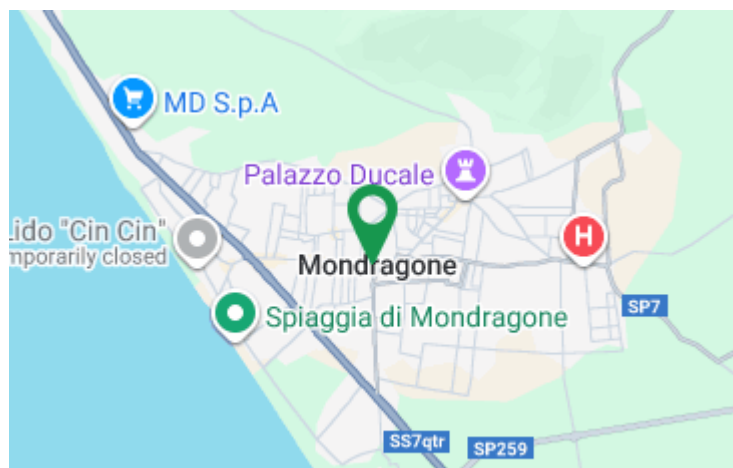 MD S.p.A
Palazzo Ducale
Lido "Cin Cin"
mporarily closed
Mondragone
H
Spiaggia di Mondragone
SP7
SS7qtr
SP259